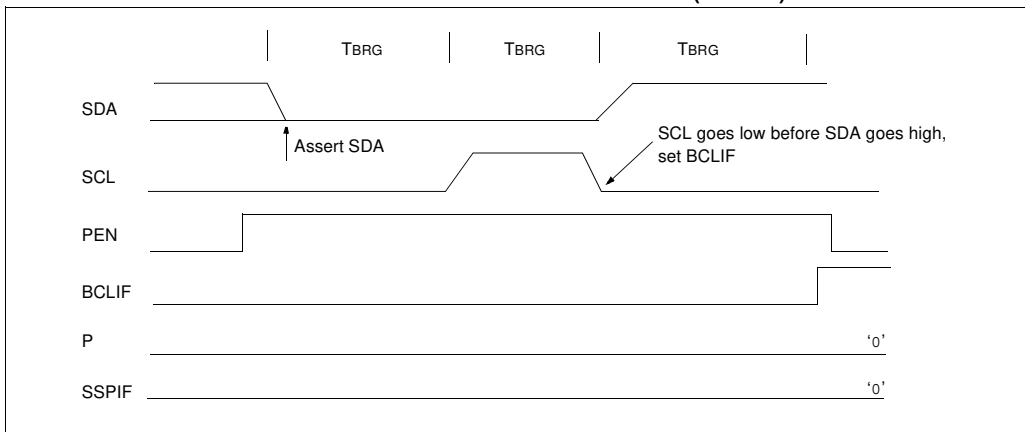 TBRG TBRG TBRG
SDA
Assert SDA
SCL goes low before SDA goes high,
set BCLIF
SCL
PEN
BCLIF
P
'0'
SSPIF
'0'